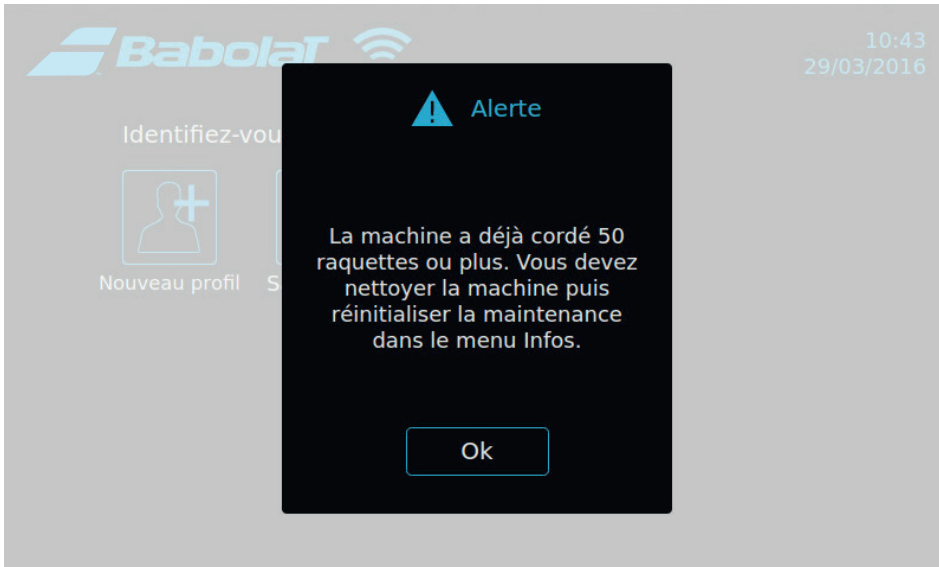 BabolaT
10:43
29/03/2016
Alerte
Identifiez-vou
La machine a déjà cordé 50
raquettes ou plus. Vous devez
nettoyer la machine puis
réinitialiser la maintenance
dans le menu Infos.
Nouveau profil
S
Ok